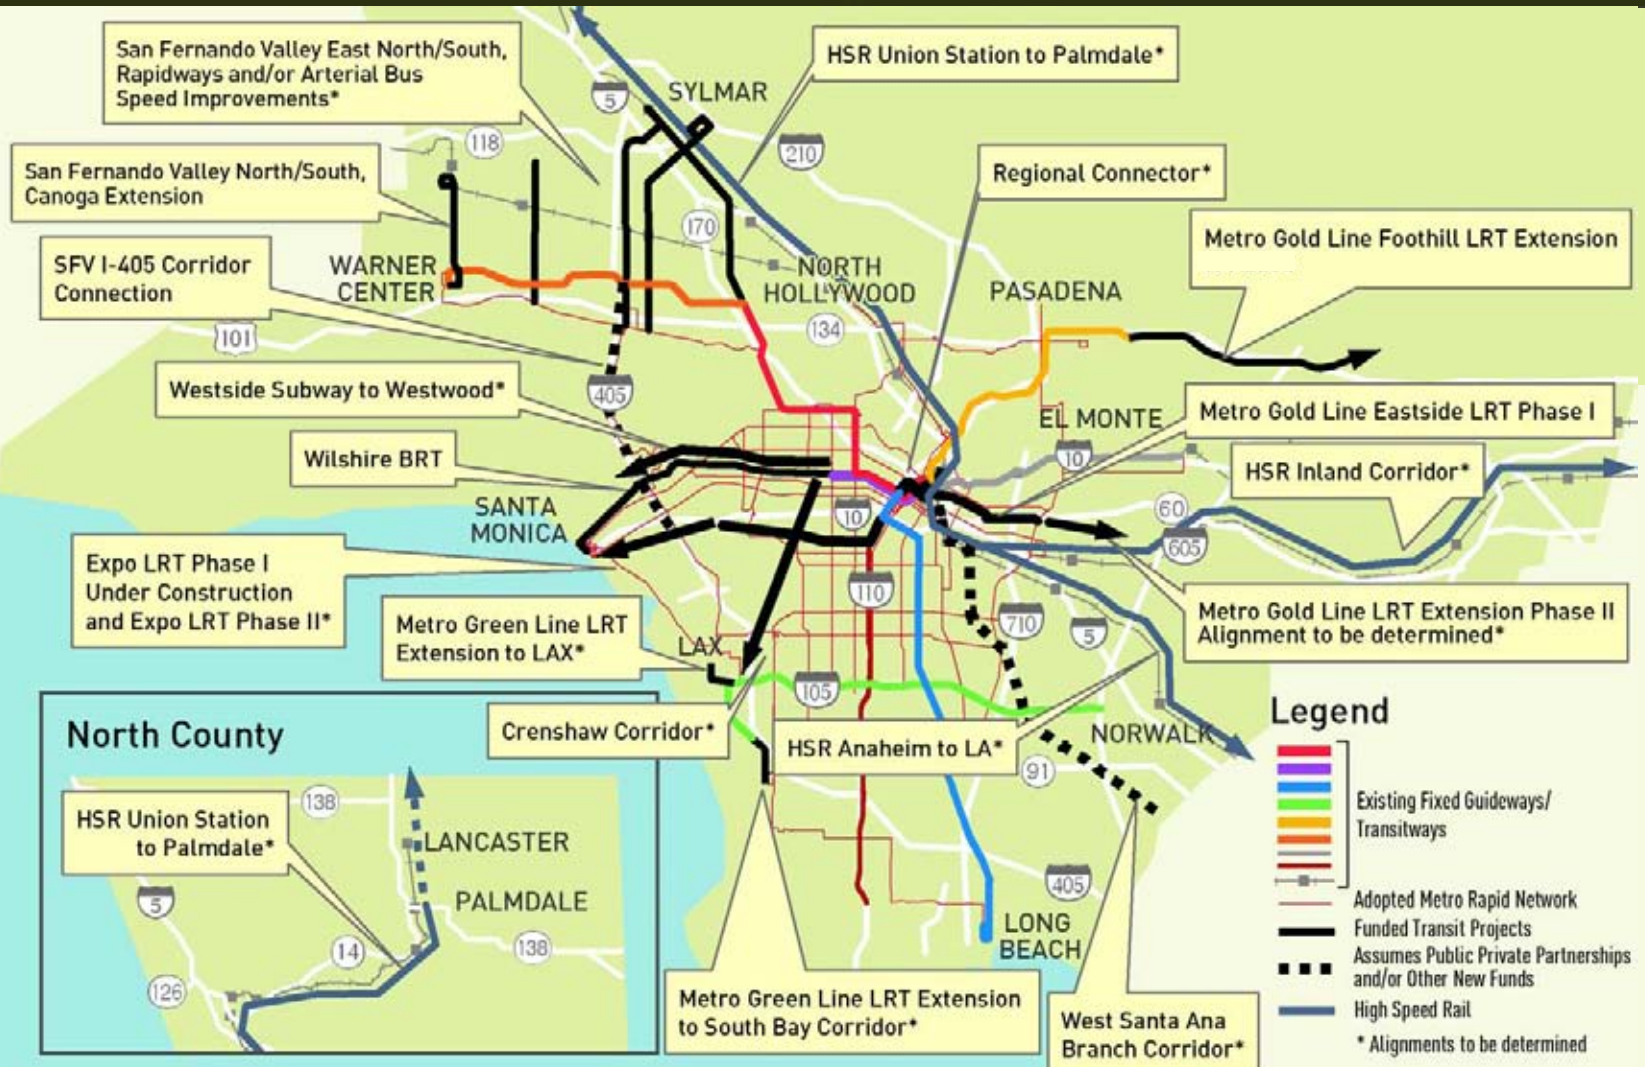 San Fernando Valley East North/South,
Rapidways and/or Arterial Bus
Speed Improvements*
HSR Union Station to Palmdale*
5
SYLMAR
118
210
San Fernando Valley North/South,
Canoga Extension
Regional Connector*
170
Metro Gold Line Foothill LRT Extension
SFV I-405 Corridor
Connection
WARNER
CENTER
NORTH
HOLLYWOOD
PASADENA
101
134
Westside Subway to Westwood*
405
Metro Gold Line Eastside LRT Phase I
EL MONTE
Wilshire BRT
10
HSR Inland Corridor*
SANTA
MONICA
10
60
605
Expo LRT Phase I
Under Construction
and Expo LRT Phase II*
110
Metro Green Line LRT
Extension to LAX*
710
5
Metro Gold Line LRT Extension Phase II
Alignment to be determined*
LAX
105
Crenshaw Corridor*
HSR Anaheim to LA*
NORWALK
91
405
LONG
BEACH
Metro Green Line LRT Extension
to South Bay Corridor*
West Santa Ana
Branch Corridor*
North County
138
HSR Union Station
to Palmdale*
LANCASTER
5
PALMDALE
14
138
126
Legend
Existing Fixed Guideways/
Transitways
Adopted Metro Rapid Network
Funded Transit Projects
Assumes Public Private Partnerships
and/or Other New Funds
High Speed Rail
* Alignments to be determined